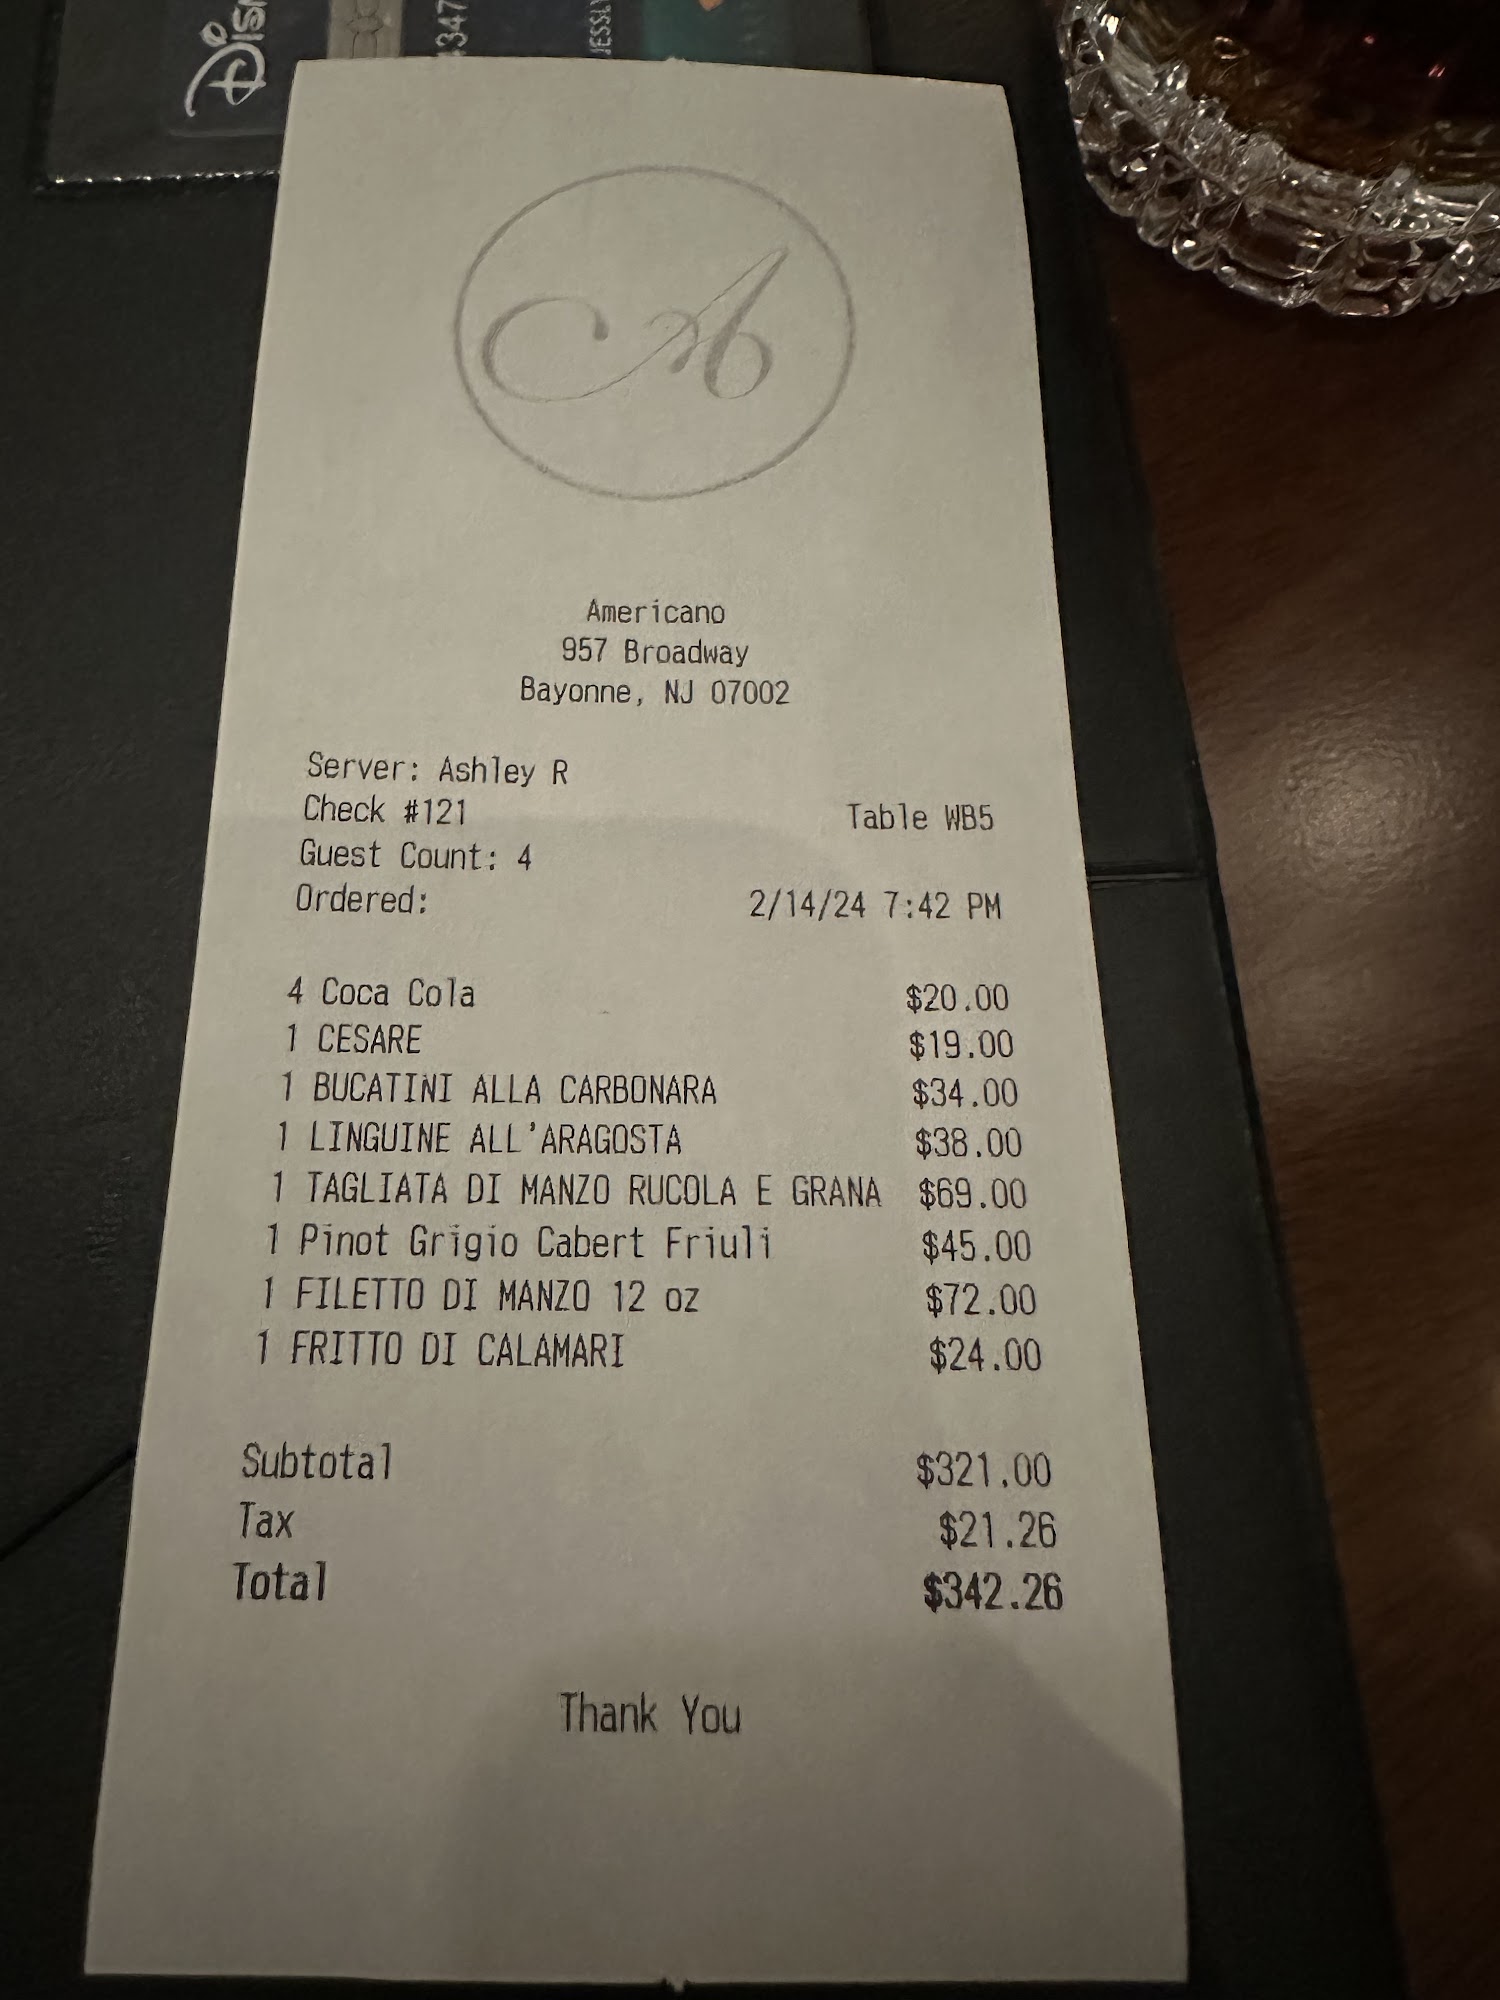 Disn
347
JESSLY
A
Americano
957 Broadway
Bayonne, NJ 07002
Server: Ashley R
Check #121 Table WB5
Guest Count: 4
Ordered: 2/14/24 7:42 PM
4 Coca Cola $20.00
1 CESARE $19.00
1 BUCATINI ALLA CARBONARA $34.00
1 LINGUINE ALL'ARAGOSTA $38.00
1 TAGLIATA DI MANZO RUCOLA E GRANA $69.00
1 Pinot Grigio Cabert Friuli $45.00
1 FILETTO DI MANZO 12 oz $72.00
1 FRITTO DI CALAMARI $24.00
Subtotal $321.00
Tax $21.26
Total $342.26
Thank You